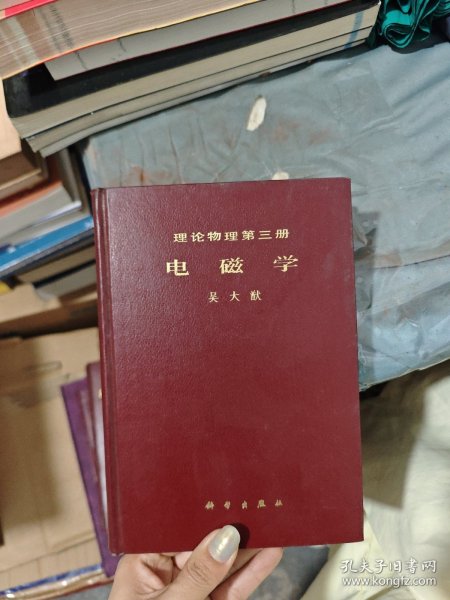 理论物理第三册
电磁学
吴大猷
科学出版社
孔夫子旧书网
www.kongfz.com